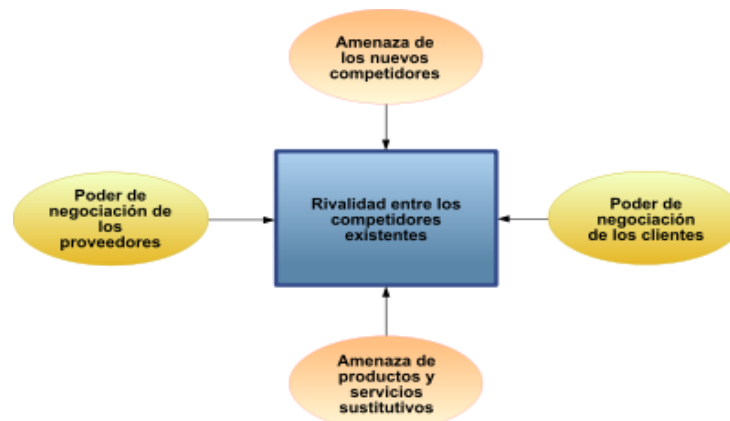 Amenaza de
los nuevos
competidores
Poder de
negociación de
los
proveedores
Rivalidad entre los
competidores
existentes
Poder de
negociación
de los clientes
Amenaza de
productos y
servicios
sustitutivos